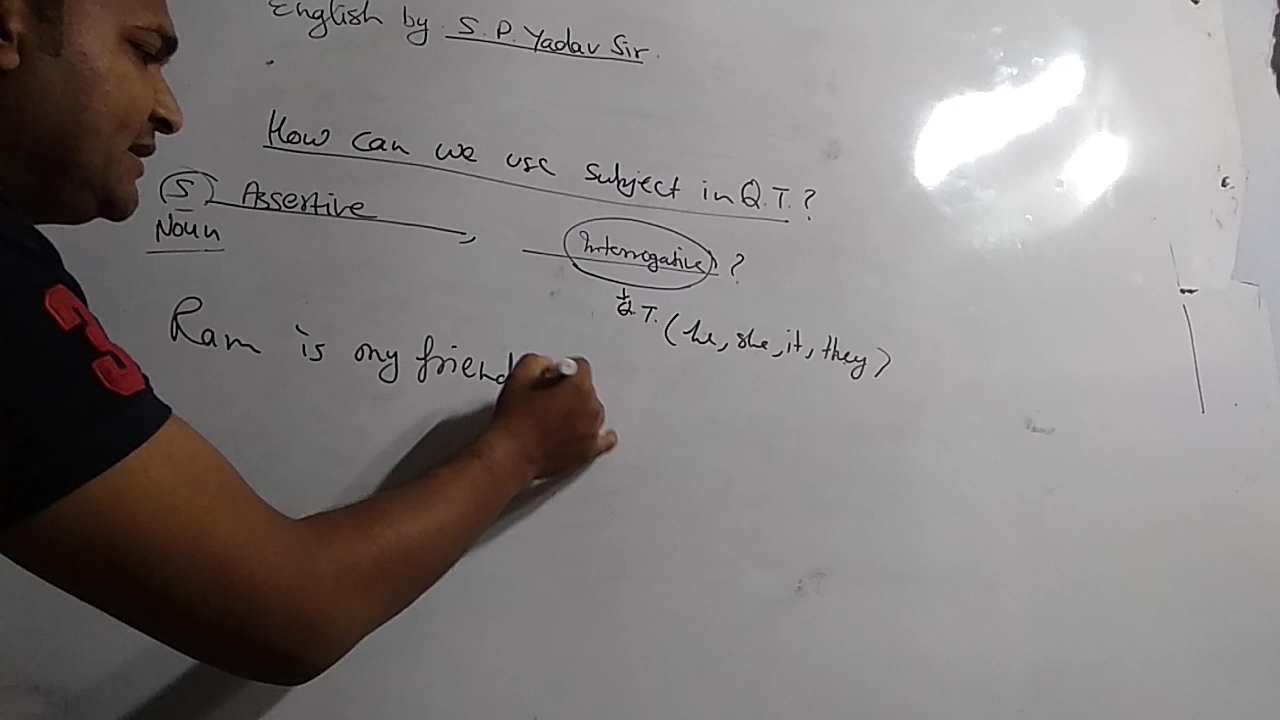 English by S. P. Yadav Sir.
How can we use subject in Q.T.?
(S) Assertive, Interrogative?
Noun
Q.T. (he, she, it, they)
Ram is my friend
3